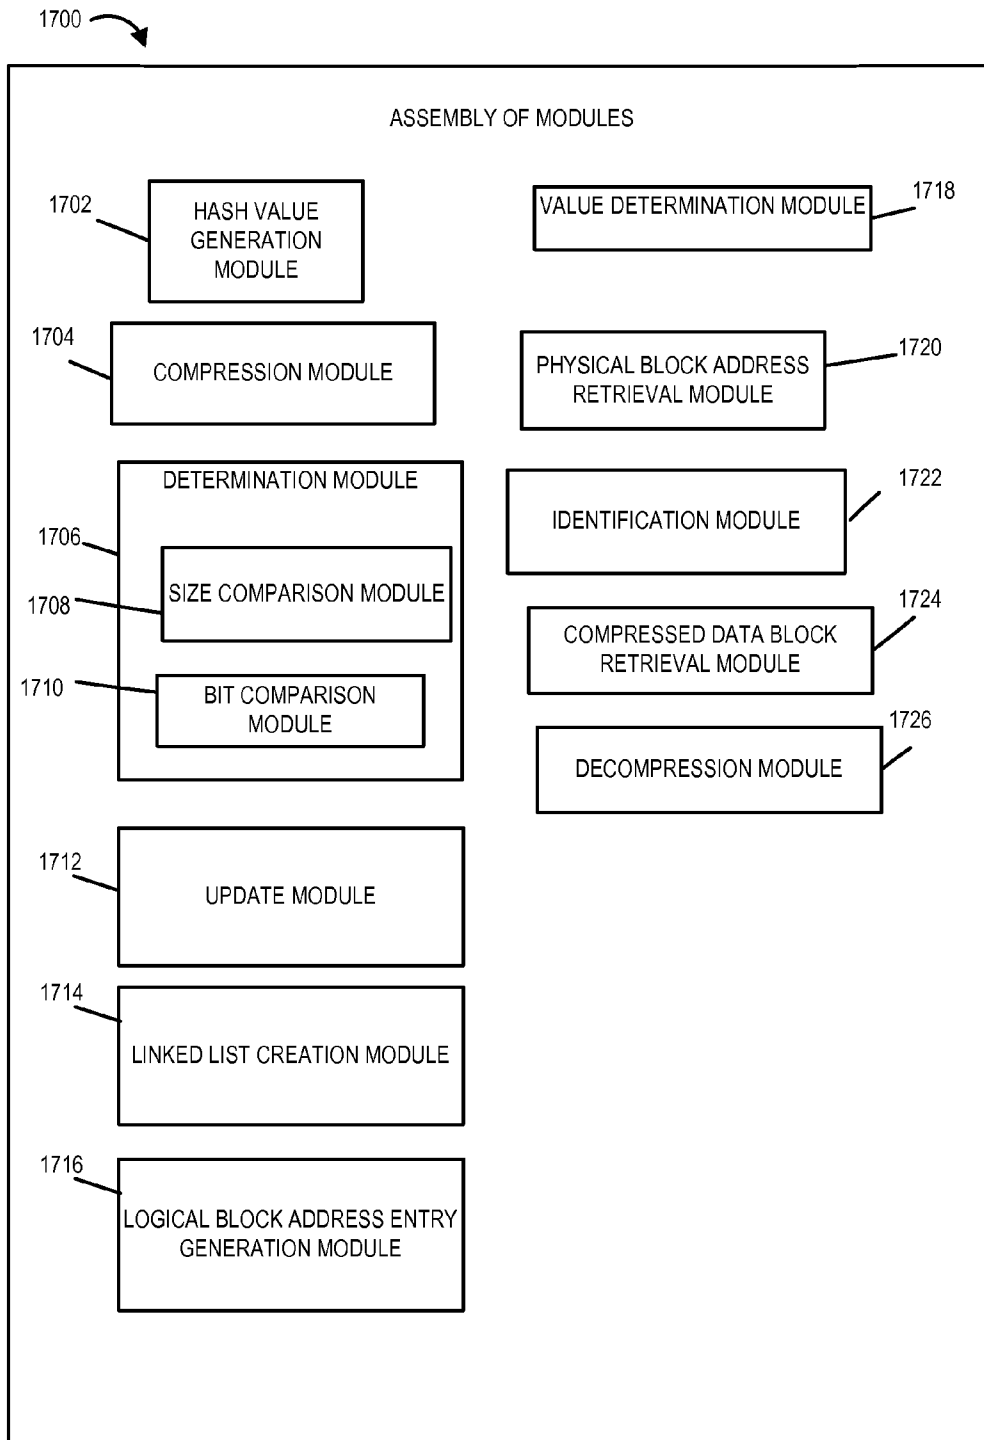 1700
ASSEMBLY OF MODULES
1702
HASH VALUE
GENERATION
MODULE
1704
COMPRESSION MODULE
DETERMINATION MODULE
1706
SIZE COMPARISON MODULE
1708
1710
BIT COMPARISON
MODULE
1712
UPDATE MODULE
1714
LINKED LIST CREATION MODULE
1716
LOGICAL BLOCK ADDRESS ENTRY
GENERATION MODULE
1718
VALUE DETERMINATION MODULE
1720
PHYSICAL BLOCK ADDRESS
RETRIEVAL MODULE
1722
IDENTIFICATION MODULE
1724
COMPRESSED DATA BLOCK
RETRIEVAL MODULE
1726
DECOMPRESSION MODULE